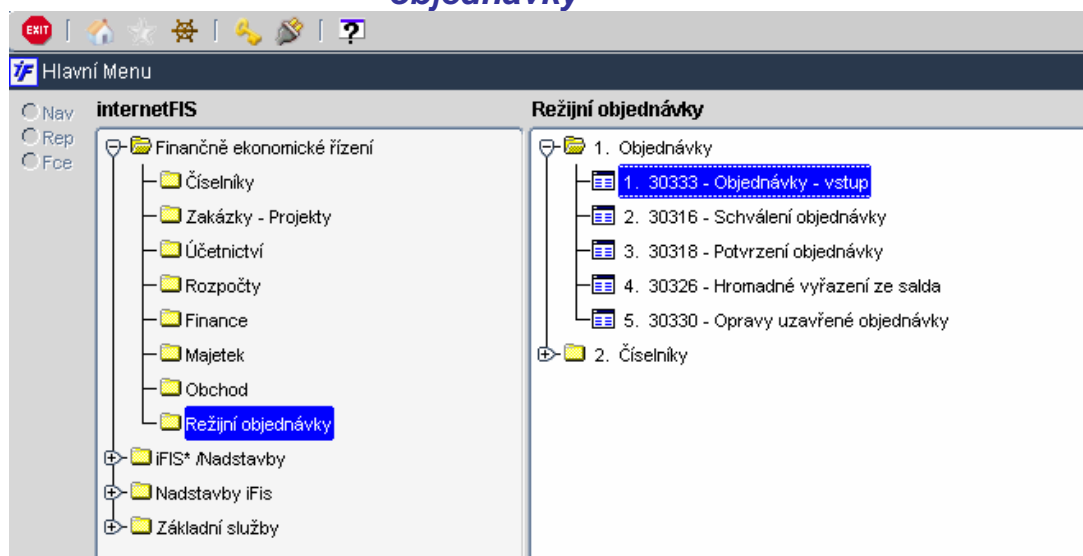 objednávky
EXIT
Hlavní Menu
Nav
Rep
Fce
internetFIS
Finančně ekonomické řízení
Číselníky
Zakázky - Projekty
Účetnictví
Rozpočty
Finance
Majetek
Obchod
Režijní objednávky
iFIS* /Nadstavby
Nadstavby iFis
Základní služby
Režijní objednávky
1. Objednávky
1. 30333 - Objednávky - vstup
2. 30316 - Schválení objednávky
3. 30318 - Potvrzení objednávky
4. 30326 - Hromadné vyřazení ze salda
5. 30330 - Opravy uzavřené objednávky
2. Číselníky